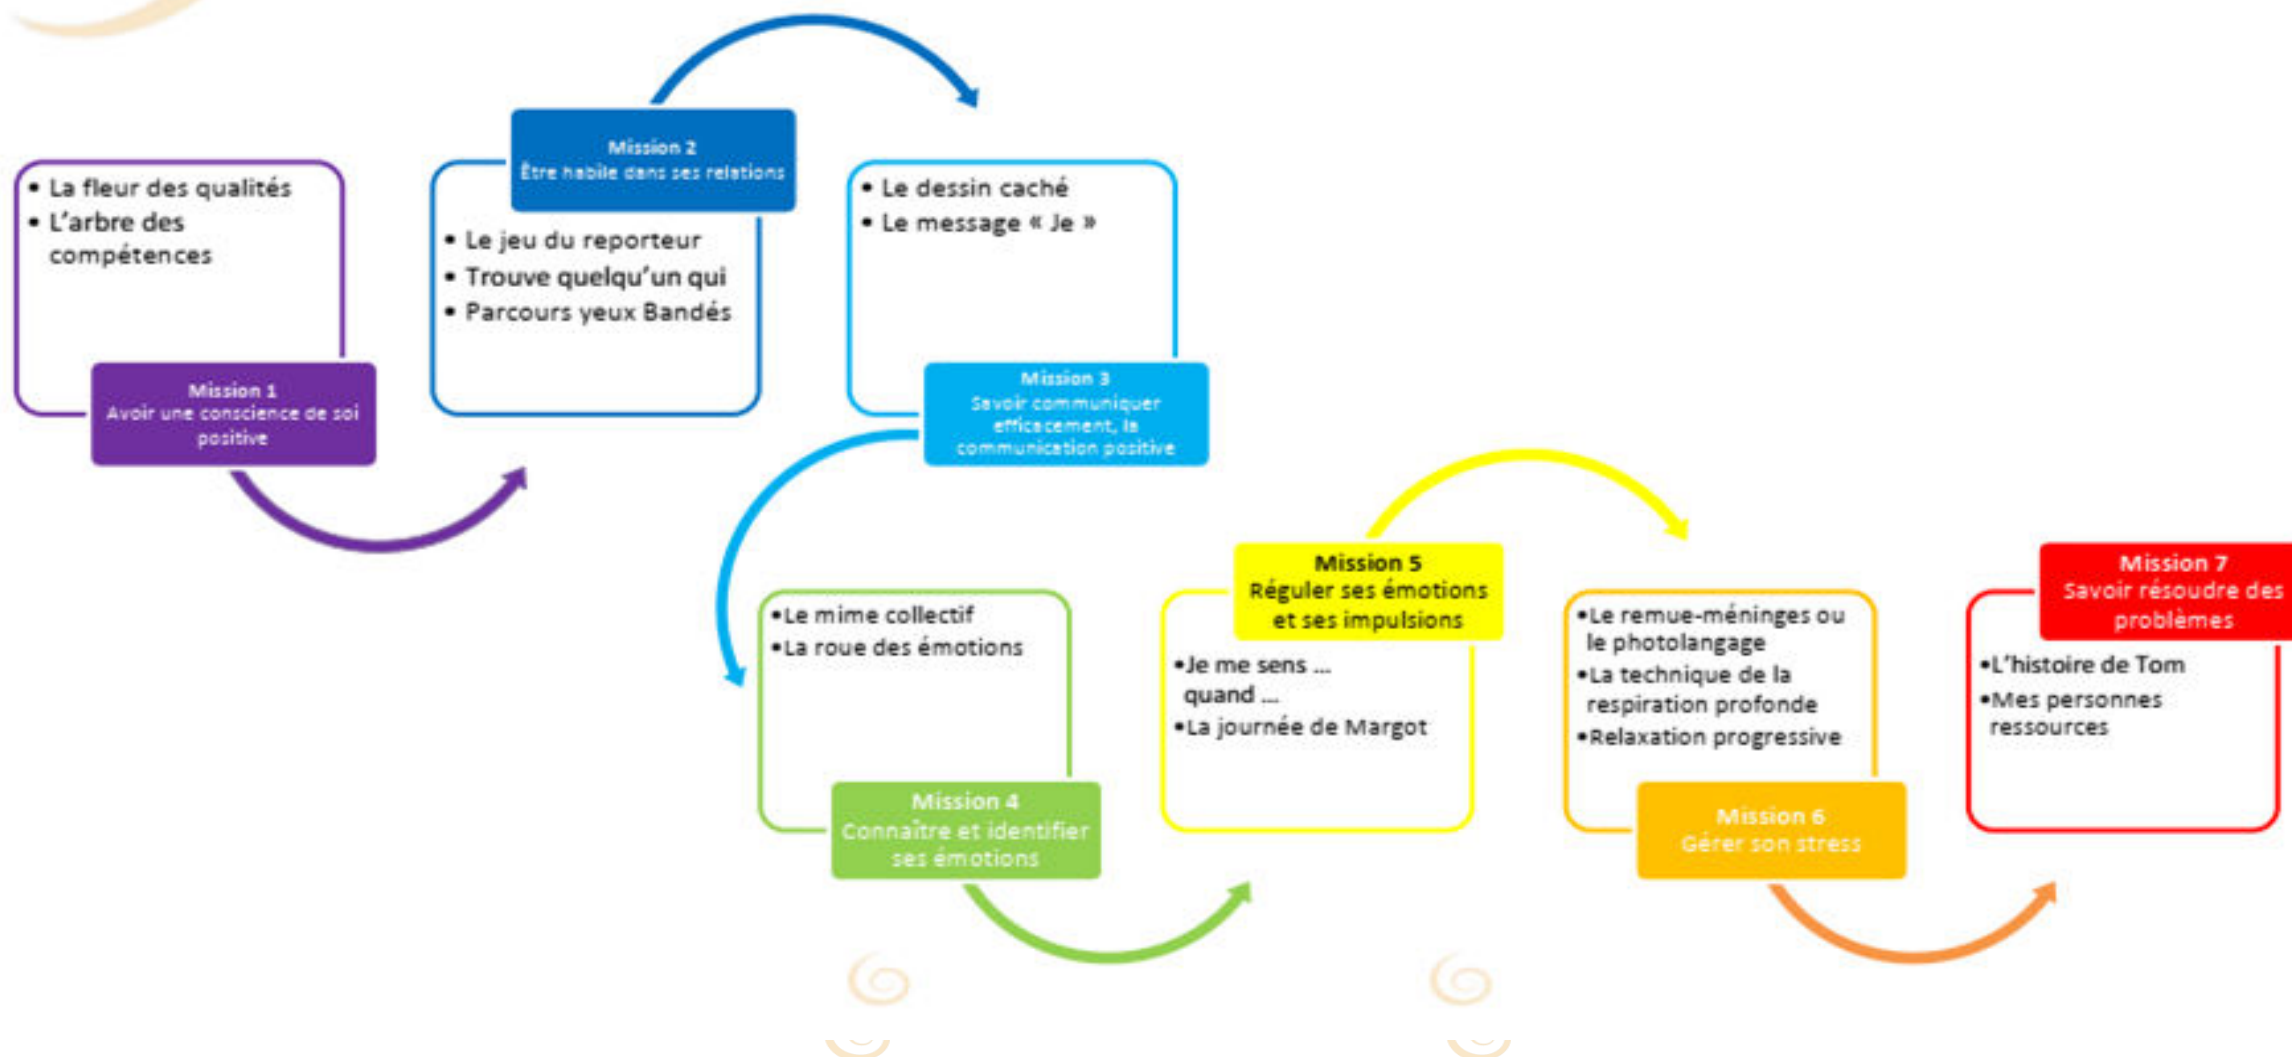 • La fleur des qualités
• L'arbre des
compétences
Mission 1
Avoir une conscience de soi
positive
Mission 2
Être habile dans ses relations
• Le jeu du reporteur
• Trouve quelqu'un qui
• Parcours yeux Bandés
• Le dessin caché
• Le message « Je »
Mission 3
Savoir communiquer
efficacement, la
communication positive
•Le mime collectif
•La roue des émotions
Mission 4
Connaître et identifier
ses émotions
Mission 5
Réguler ses émotions
et ses impulsions
•Je me sens ...
quand ...
•La journée de Margot
•Le remue-méninges ou
le photolangage
•La technique de la
respiration profonde
•Relaxation progressive
Mission 6
Gérer son stress
Mission 7
Savoir résoudre des
problèmes
•L'histoire de Tom
•Mes personnes
ressources